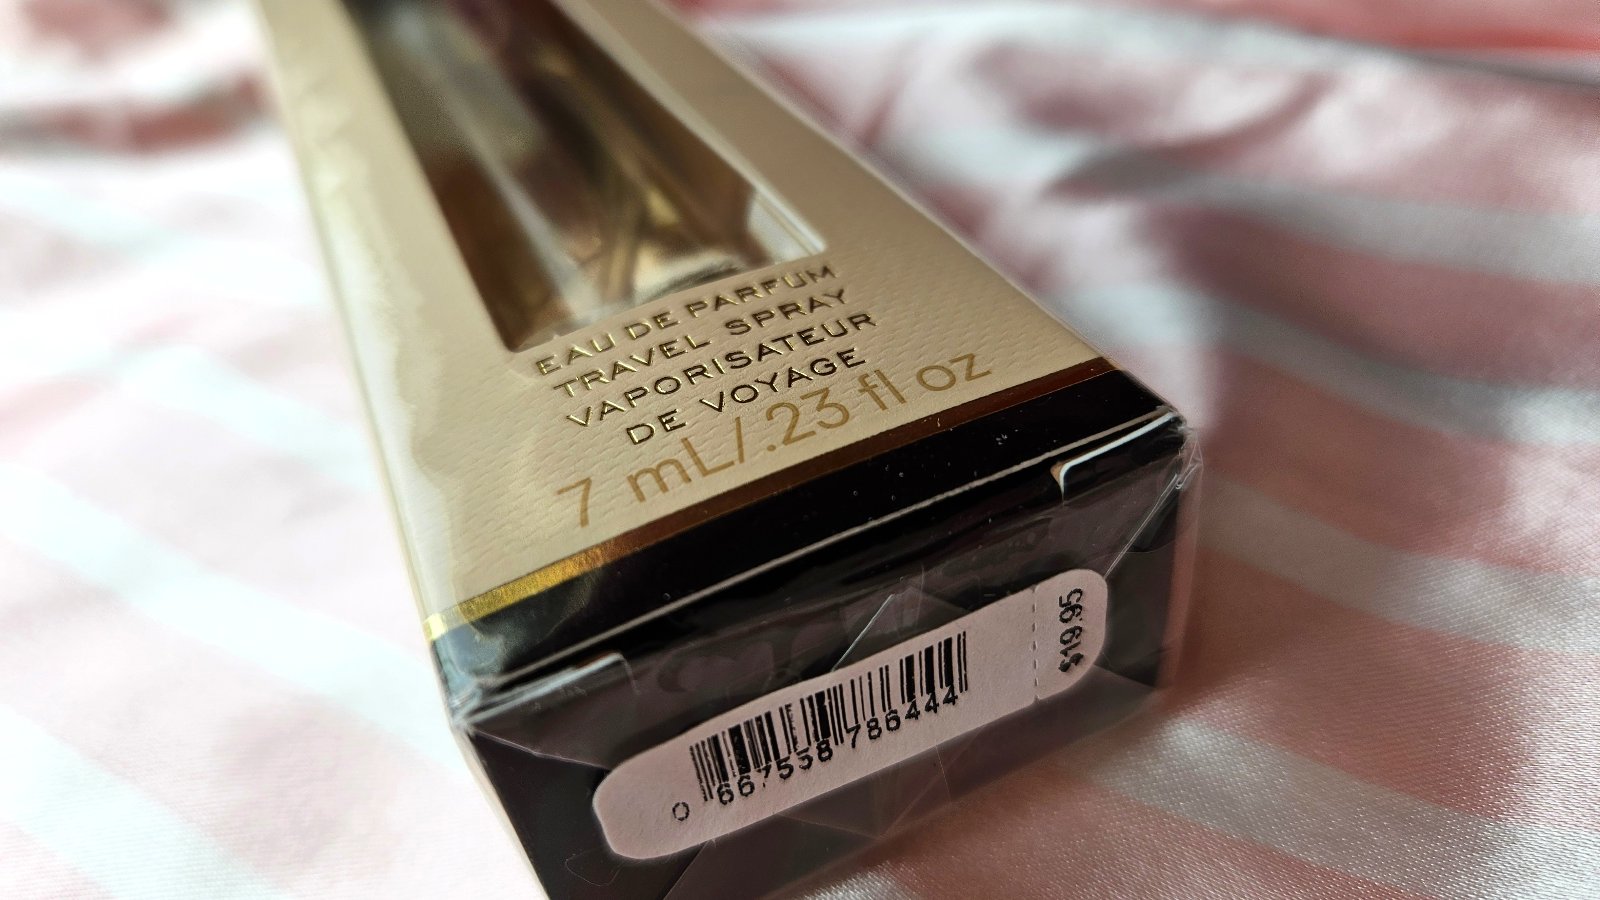 EAU DE PARFUM
TRAVEL SPRAY
VAPORISATEUR
DE VOYAGE
7 mL/.23 fl oz
$19.95
0 667558 786444